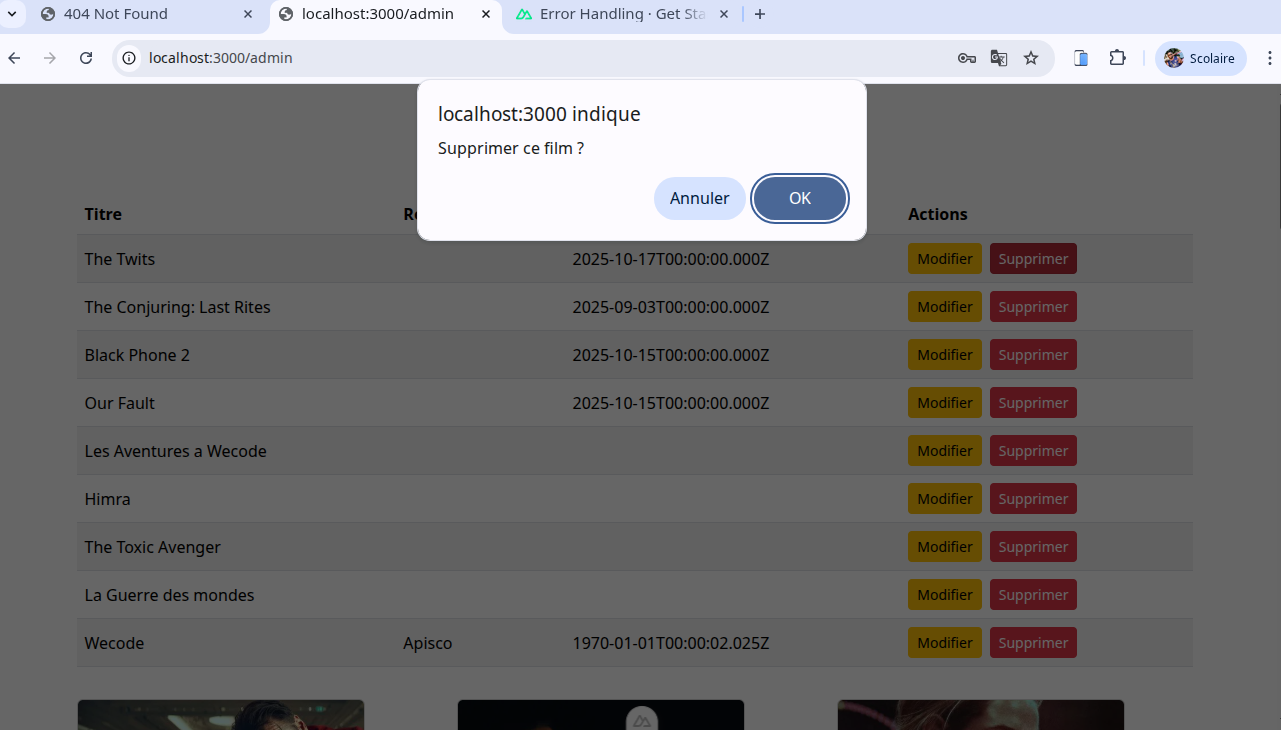 404 Not Found
localhost:3000/admin
Error Handling · Get Sta
localhost:3000/admin
Scolaire
localhost:3000 indique
Supprimer ce film ?
Annuler OK
Titre Actions
The Twits 2025-10-17T00:00:00.000Z Modifier Supprimer
The Conjuring: Last Rites 2025-09-03T00:00:00.000Z Modifier Supprimer
Black Phone 2 2025-10-15T00:00:00.000Z Modifier Supprimer
Our Fault 2025-10-15T00:00:00.000Z Modifier Supprimer
Les Aventures a Wecode Modifier Supprimer
Himra Modifier Supprimer
The Toxic Avenger Modifier Supprimer
La Guerre des mondes Modifier Supprimer
Wecode Apisco 1970-01-01T00:00:02.025Z Modifier Supprimer